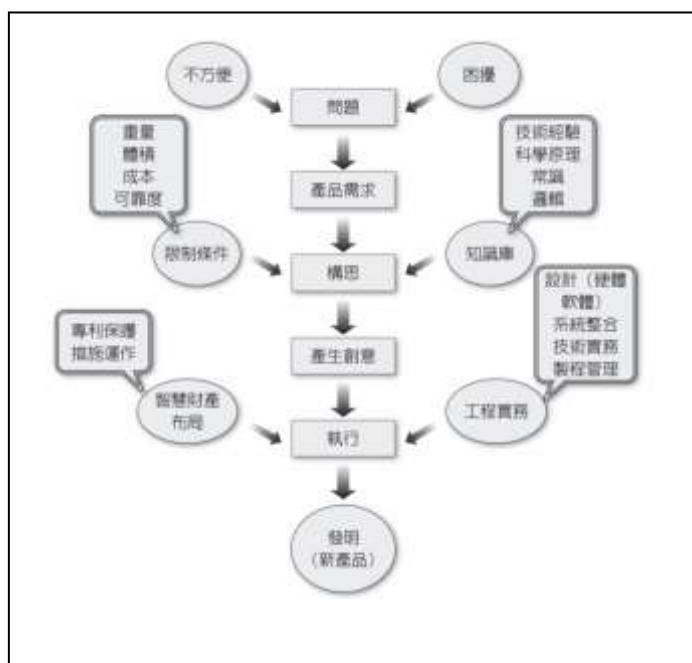 不方便
困擾
問題
重量
體積
成本
可靠度
技術經驗
科學原理
常識
邏輯
產品需求
限制條件
構思
知識庫
設計（硬體
軟體）
系統整合
技術實務
製程管理
專利保護
措施運作
產生創意
智慧財產
布局
執行
工程實務
發明
（新產品）